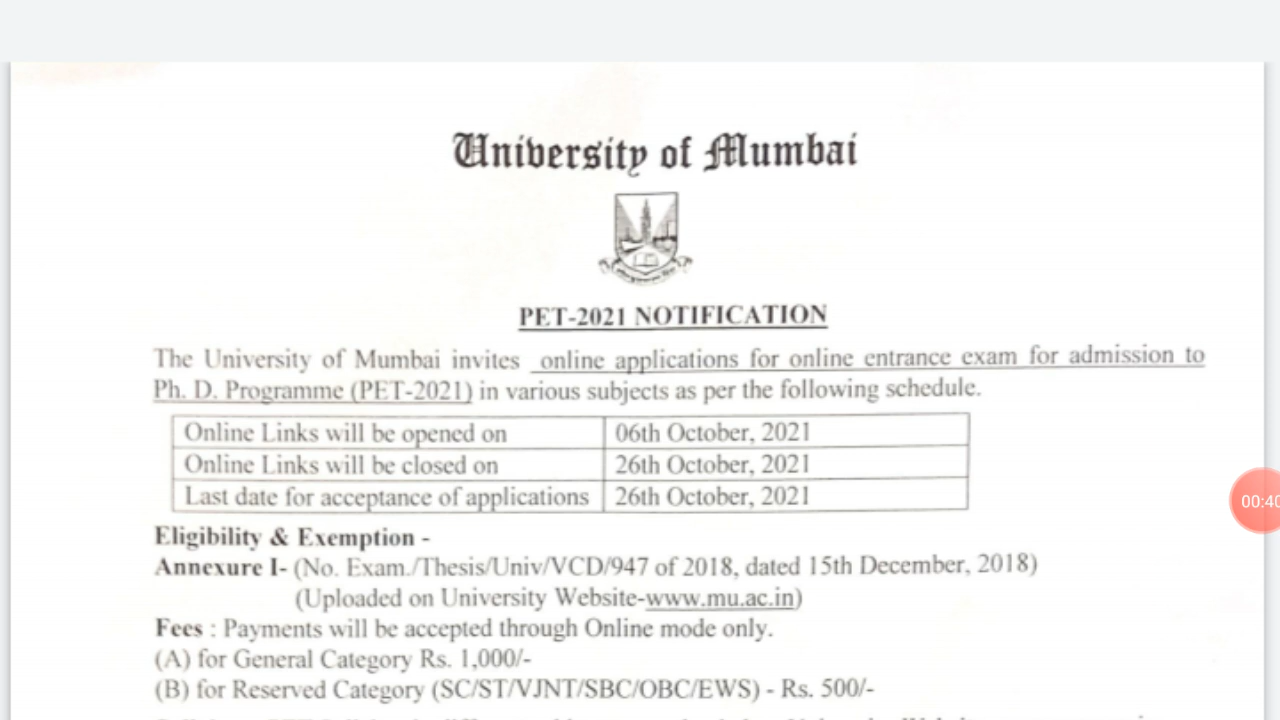 University of Mumbai
PET-2021 NOTIFICATION
The University of Mumbai invites online applications for online entrance exam for admission to
Ph. D. Programme (PET-2021) in various subjects as per the following schedule.
Online Links will be opened on 06th October, 2021
Online Links will be closed on 26th October, 2021
Last date for acceptance of applications 26th October, 2021
Eligibility & Exemption -
Annexure I- (No. Exam./Thesis/Univ/VCD/947 of 2018, dated 15th December, 2018)
(Uploaded on University Website-www.mu.ac.in)
00:40
Fees : Payments will be accepted through Online mode only.
(A) for General Category Rs. 1,000/-
(B) for Reserved Category (SC/ST/VJNT/SBC/OBC/EWS) - Rs. 500/-